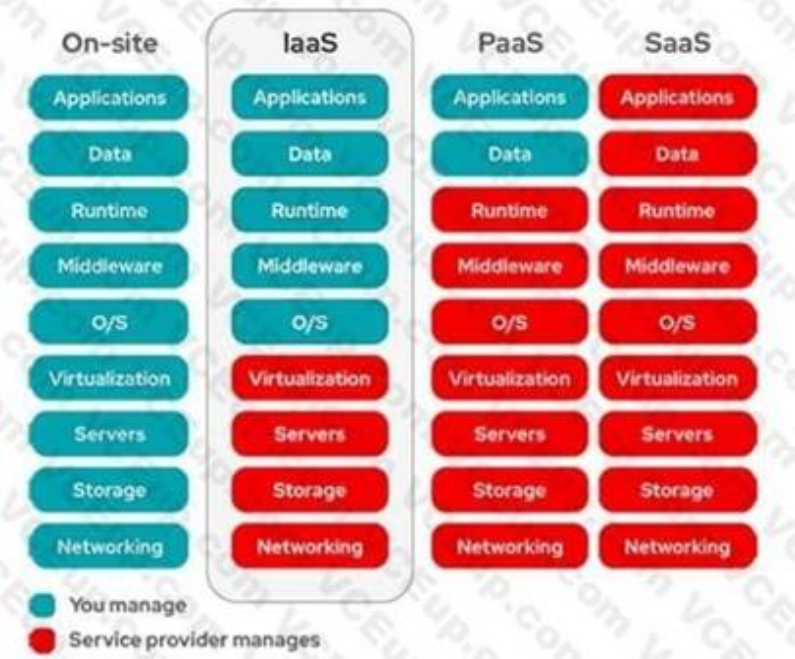 On-site IaaS PaaS SaaS
Applications Applications Applications Applications
Data Data Data Data
Runtime Runtime Runtime Runtime
Middleware Middleware Middleware Middleware
O/S O/S O/S O/S
Virtualization Virtualization Virtualization Virtualization
Servers Servers Servers Servers
Storage Storage Storage Storage
Networking Networking Networking Networking
You manage
Service provider manages